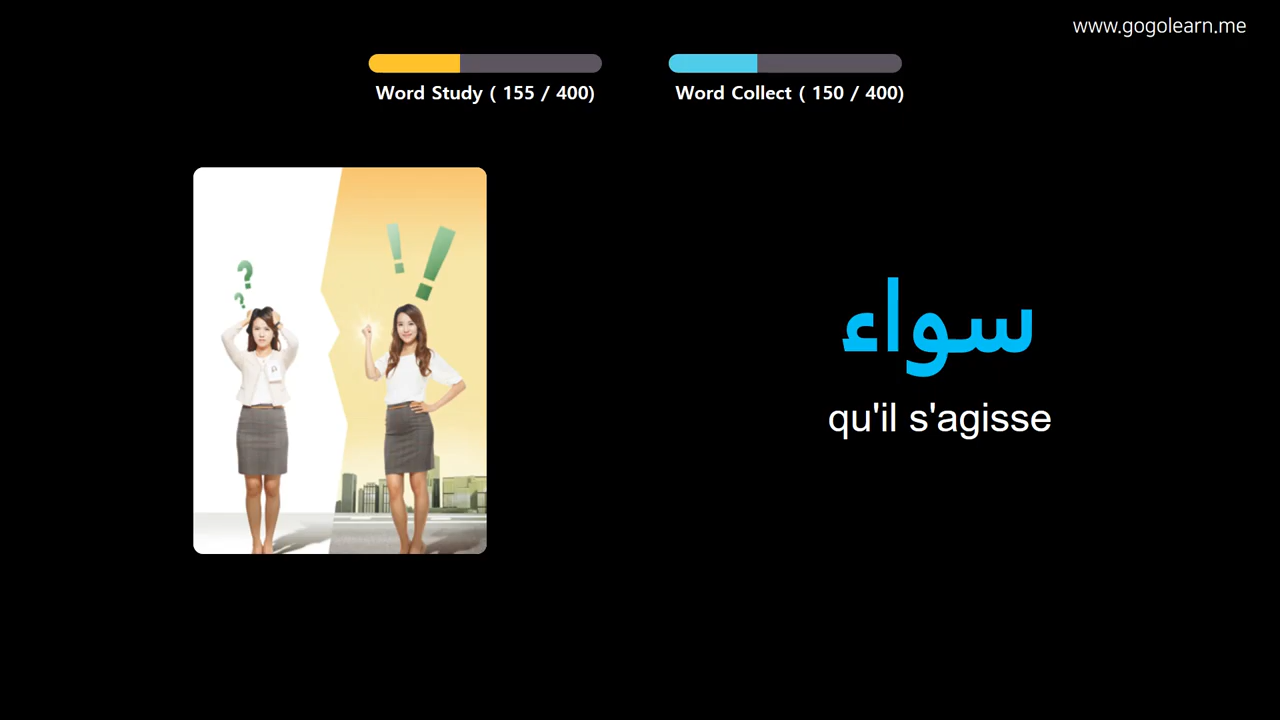 www.gogolearn.me
Word Study ( 155 / 400)
Word Collect ( 150 / 400)
? ?
! !
سواء
qu'il s'agisse